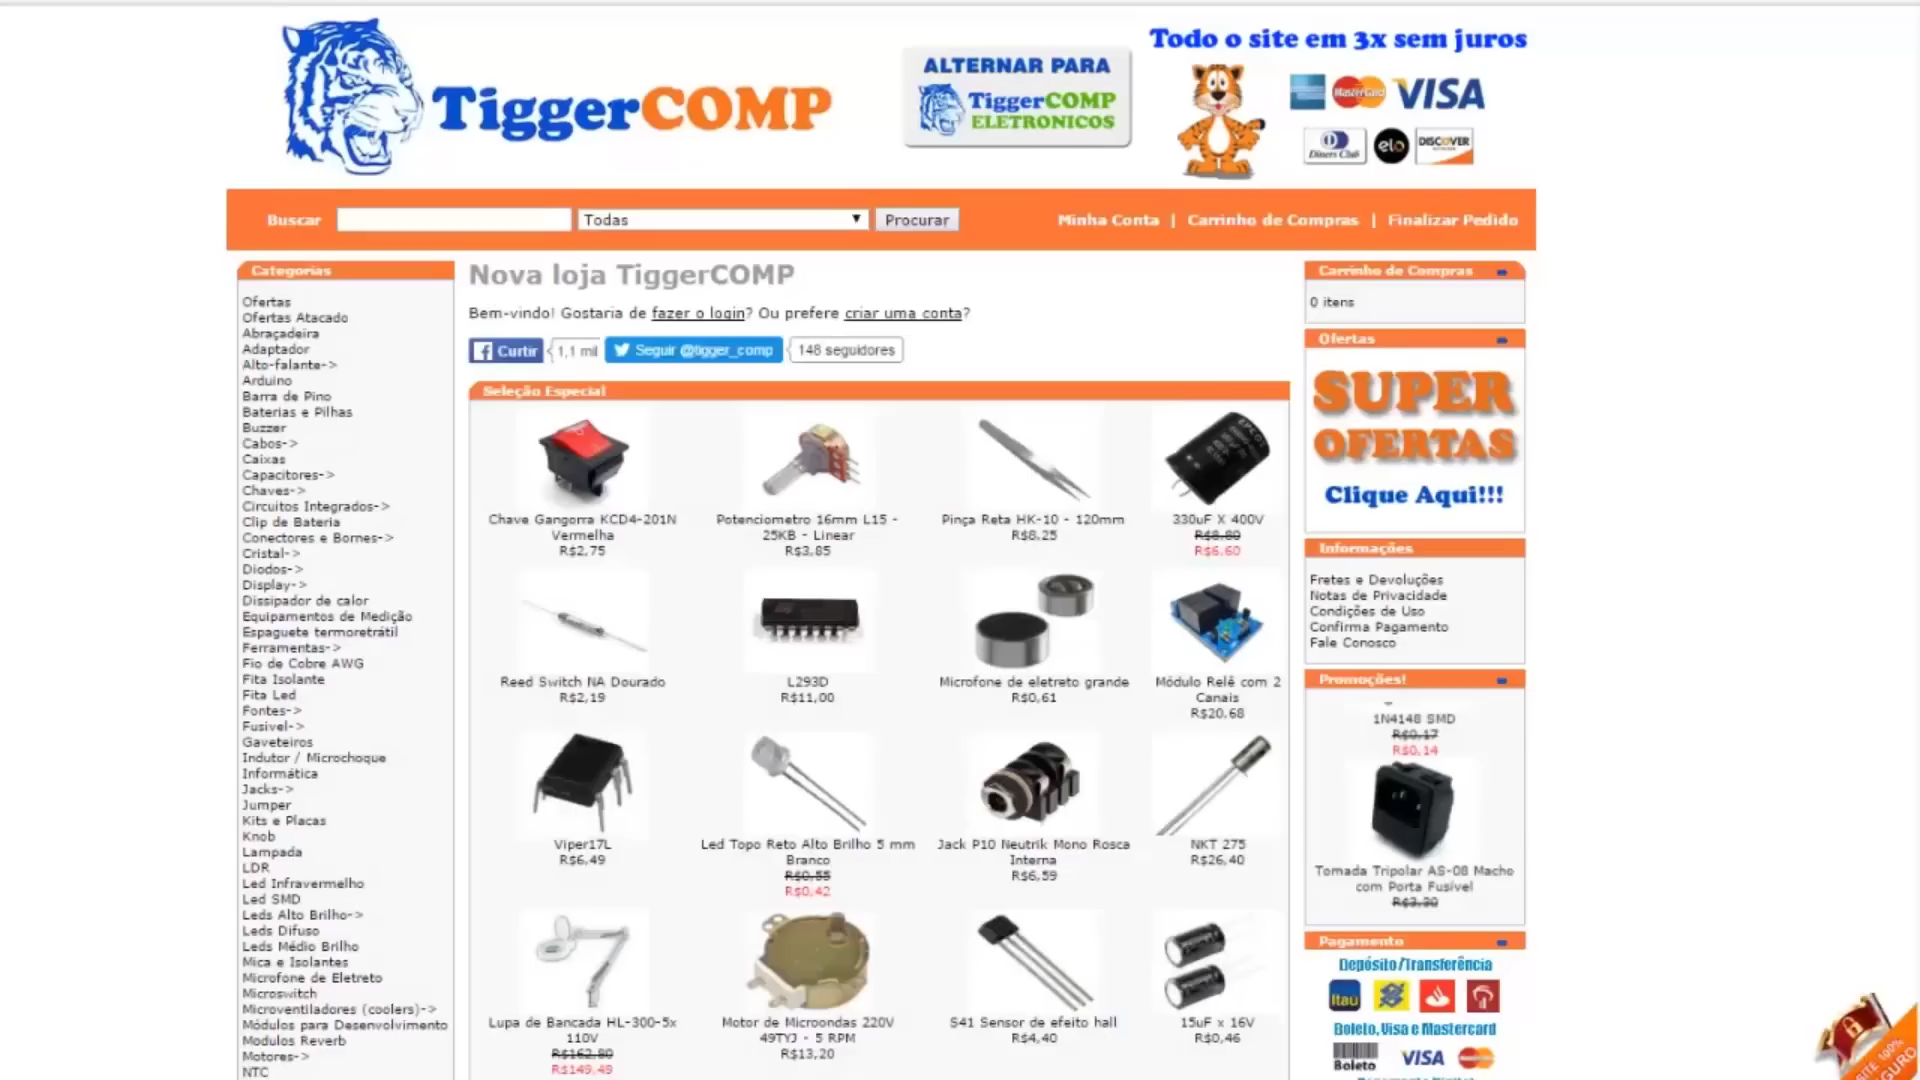 TiggerCOMP
ALTERNAR PARA
TiggerCOMP
ELETRONICOS
Todo o site em 3x sem juros
MasterCard
VISA
Diners Club
elo
DISCOVER
Buscar
Todas
Procurar
Minha Conta | Carrinho de Compras | Finalizar Pedido
Categorias
Ofertas
Ofertas Atacado
Abraçadeira
Adaptador
Alto-falante->
Arduino
Barra de Pino
Baterias e Pilhas
Buzzer
Cabos->
Caixas
Capacitores->
Chaves->
Circuitos Integrados->
Clip de Bateria
Conectores e Bornes->
Cristal->
Diodos->
Display->
Dissipador de calor
Equipamentos de Medição
Espaguete termoretrátil
Ferramentas->
Fio de Cobre AWG
Fita Isolante
Fita Led
Fontes->
Fusivel->
Gaveteiros
Indutor / Microchoque
Informática
Jacks->
Jumper
Kits e Placas
Knob
Lampada
LDR
Led Infravermelho
Led SMD
Leds Alto Brilho->
Leds Difuso
Leds Médio Brilho
Mica e Isolantes
Microfone de Eletreto
Microswitch
Microventiladores (coolers)->
Módulos para Desenvolvimento
Modulos Reverb
Motores->
NTC
Nova loja TiggerCOMP
Bem-vindo! Gostaria de fazer o login? Ou prefere criar uma conta?
Curtir
1,1 mil
Seguir @tigger_comp
148 seguidores
Seleção Especial
Chave Gangorra KCD4-201N
Vermelha
R$2,75
Potenciometro 16mm L15 -
25KB - Linear
R$3,85
Pinça Reta HK-10 - 120mm
R$8,25
330uF X 400V
R$8,80
R$6,60
Reed Switch NA Dourado
R$2,19
L293D
R$11,00
Microfone de eletreto grande
R$0,61
Módulo Relê com 2
Canais
R$20,68
Viper17L
R$6,49
Led Topo Reto Alto Brilho 5 mm
Branco
R$0,55
R$0,42
Jack P10 Neutrik Mono Rosca
Interna
R$6,59
NKT 275
R$26,40
Lupa de Bancada HL-300-5x
110V
R$162,80
R$149,49
Motor de Microondas 220V
49TYJ - 5 RPM
R$13,20
S41 Sensor de efeito hall
R$4,40
15uF x 16V
R$0,46
Carrinho de Compras
0 itens
Ofertas
SUPER
OFERTAS
Clique Aqui!!!
Informações
Fretes e Devoluções
Notas de Privacidade
Condições de Uso
Confirma Pagamento
Fale Conosco
Promoções!
1N4148 SMD
R$0,17
R$0,14
Tomada Tripolar AS-08 Macho
com Porta Fusível
R$3,30
Pagamento
Depósito/Transferência
Itaú
Boleto, Visa e Mastercard
Boleto
VISA
MasterCard
SITE 100%